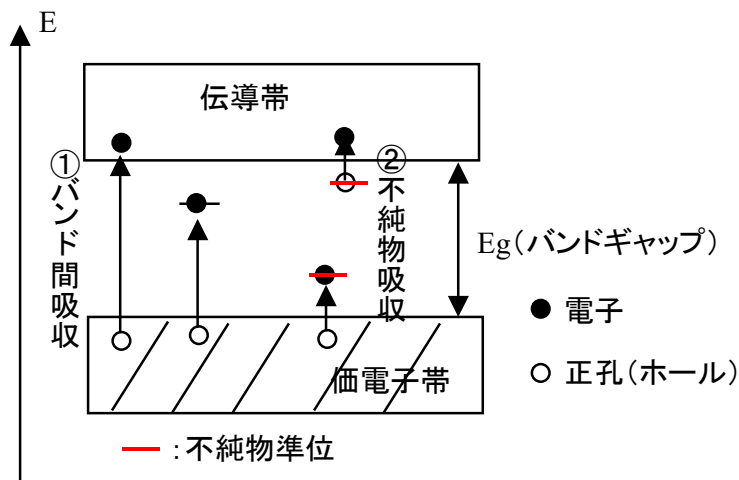 E
伝導帯
①バンド間吸収
②不純物吸収
Eg(バンドギャップ)
電子
正孔(ホール)
価電子帯
:不純物準位